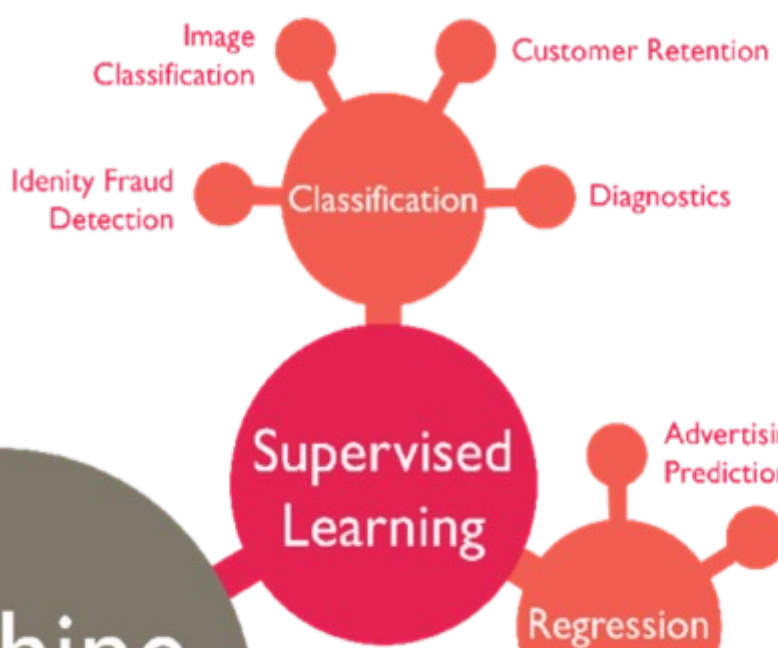 Image
Classification
Customer Retention
Idenity Fraud
Detection
Classification
Diagnostics
Supervised
Learning
Regression